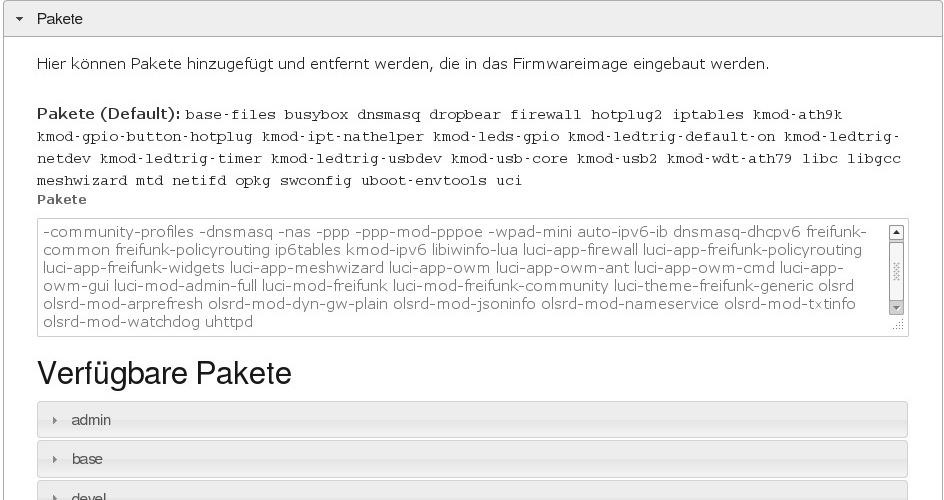 Pakete
Hier können Pakete hinzugefügt und entfernt werden, die in das Firmwareimage eingebaut werden.
Pakete (Default): base-files busybox dnsmasq dropbear firewall hotplug2 iptables kmod-ath9k
kmod-gpio-button-hotplug kmod-ipt-nathelper kmod-leds-gpio kmod-ledtrig-default-on kmod-ledtrig-
netdev kmod-ledtrig-timer kmod-ledtrig-usbdev kmod-usb-core kmod-usb2 kmod-wdt-ath79 libc libgcc
meshwizard mtd netifd opkg swconfig uboot-envtools uci
Pakete
-community-profiles -dnsmasq -nas -ppp -ppp-mod-pppoe -wpad-mini auto-ipv6-ib dnsmasq-dhcpv6 freifunk-
common freifunk-policyrouting ip6tables kmod-ipv6 libiwinfo-lua luci-app-firewall luci-app-freifunk-policyrouting
luci-app-freifunk-widgets luci-app-meshwizard luci-app-owm luci-app-owm-ant luci-app-owm-cmd luci-app-
owm-gui luci-mod-admin-full luci-mod-freifunk luci-mod-freifunk-community luci-theme-freifunk-generic olsrd
olsrd-mod-arprefresh olsrd-mod-dyn-gw-plain olsrd-mod-jsoninfo olsrd-mod-nameservice olsrd-mod-txtinfo
olsrd-mod-watchdog uhttpd
Verfügbare Pakete
admin
base
devel